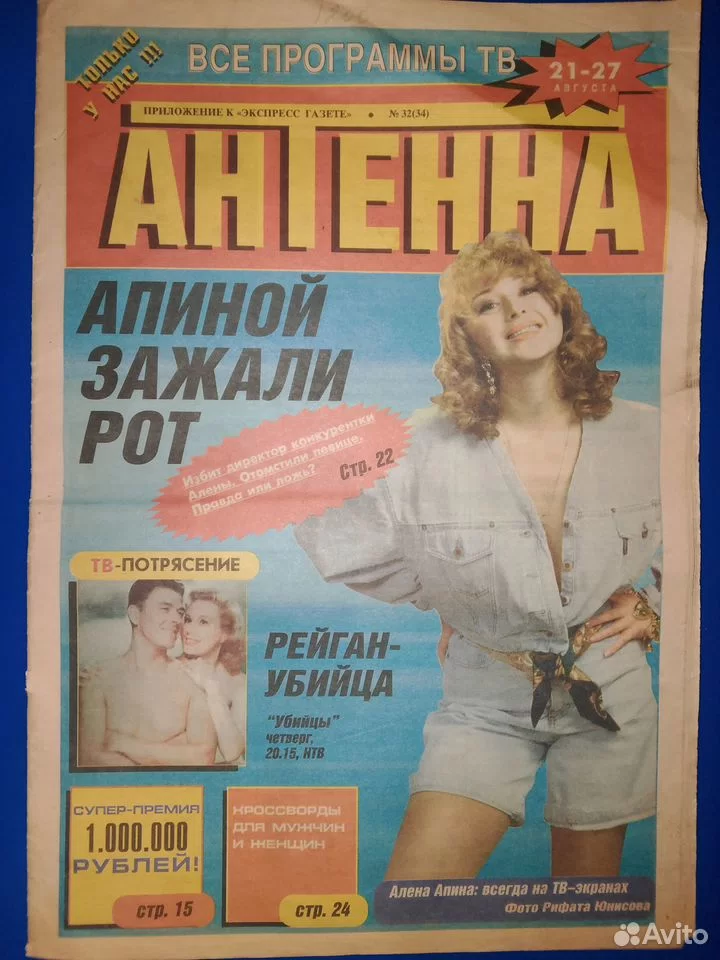 ТОЛЬКО
У НАС !!!
ВСЕ ПРОГРАММЫ ТВ
21-27
АВГУСТА
ПРИЛОЖЕНИЕ К «ЭКСПРЕСС ГАЗЕТЕ» • № 32(34)
АНТЕННА
АПИНОЙ
ЗАЖАЛИ
РОТ
Избит директор конкурентки
Алены. Отомстили певице.
Правда или ложь?
Стр. 22
ТВ-ПОТРЯСЕНИЕ
РЕЙГАН-
УБИЙЦА
"Убийцы"
четверг,
20.15, НТВ
СУПЕР-ПРЕМИЯ
1.000.000
РУБЛЕЙ!
стр. 15
КРОССВОРДЫ
ДЛЯ МУЖЧИН
И ЖЕНЩИН
стр. 24
Алена Апина: всегда на ТВ-экранах
Фото Рифата Юнисова
Avito